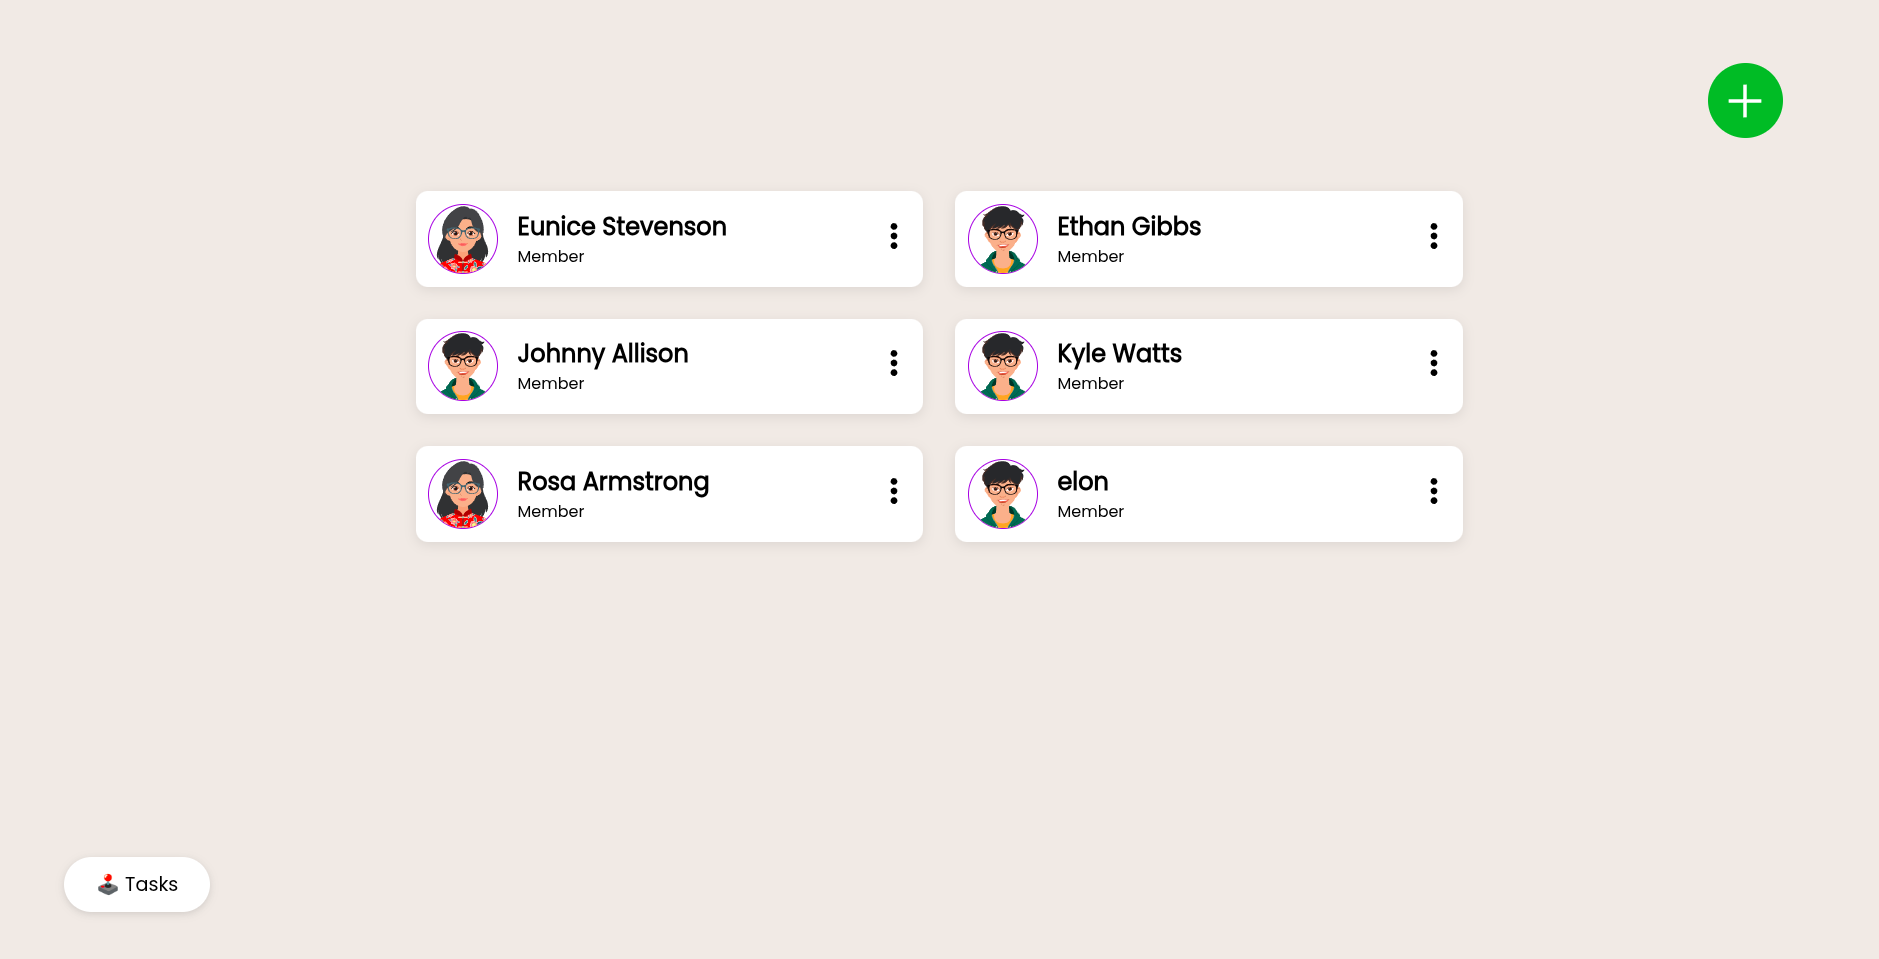 Eunice Stevenson
Member
Ethan Gibbs
Member
Johnny Allison
Member
Kyle Watts
Member
Rosa Armstrong
Member
elon
Member
🕹️ Tasks